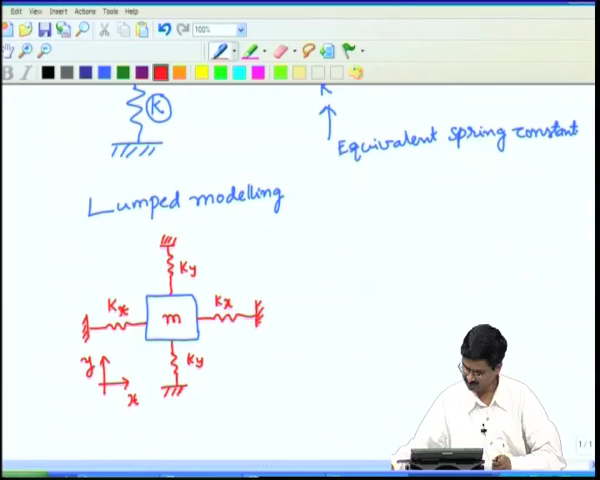 Edit View Insert Actions Tools Help
100%
B I
K
K
Equivalent spring constant
Lumped modelling
Ky
Kx
m
Kx
Ky
y
x
1/1